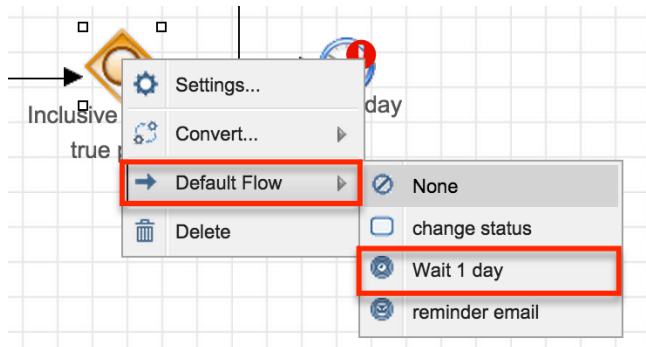 Settings...
Inclusive
day
Convert...
true
Default Flow
None
Delete
change status
Wait 1 day
reminder email